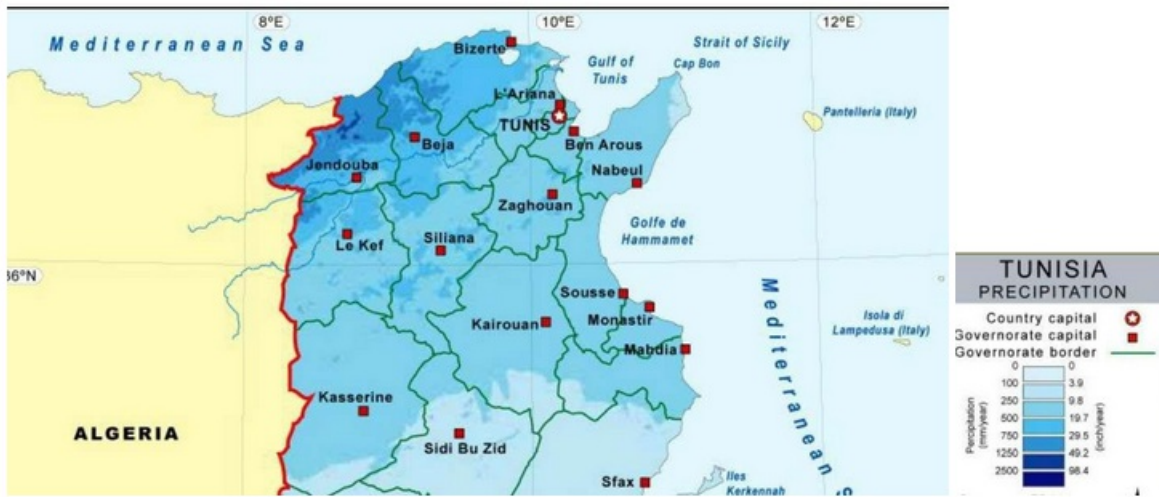 8°E
10°E
12°E
Mediterranean Sea
Bizerte
Strait of Sicily
Gulf of
Tunis
Cap Bon
L'Ariana
TUNIS
Pantelleria (Italy)
Beja
Ben Arous
Jendouba
Nabeul
Zaghouan
Golfe de
Hammamet
Le Kef
Siliana
36°N
Sousse
Monastir
Kairouan
Isola di
Lampedusa (Italy)
Mabdia
Mediterranean S
Kasserine
ALGERIA
Sidi Bu Zid
Sfax
Iles
Kerkennah
TUNISIA
PRECIPITATION
Country capital
Governorate capital
Governorate border
Percipitation
(mm/year)
0
100
250
500
750
1250
2500
0
3.9
9.8
19.7
29.5
49.2
98.4
(inch/year)